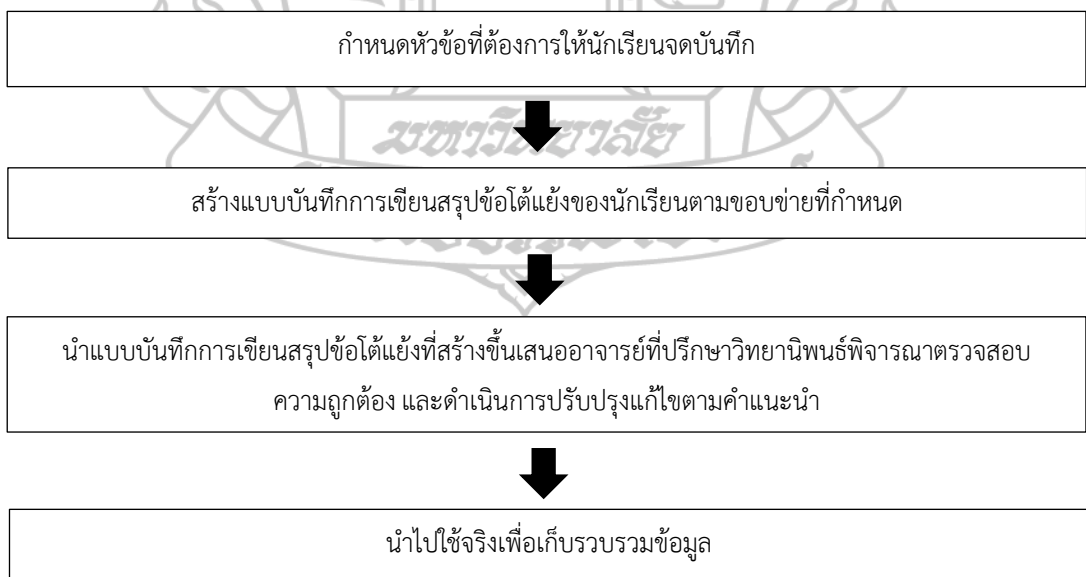 กำหนดหัวข้อที่ต้องการให้นักเรียนจดบันทึก
มหาวิทยาลัย
สร้างแบบบันทึกการเขียนสรุปข้อโต้แย้งของนักเรียนตามขอบข่ายที่กำหนด
นำแบบบันทึกการเขียนสรุปข้อโต้แย้งที่สร้างขึ้นเสนออาจารย์ที่ปรึกษาวิทยานิพนธ์พิจารณาตรวจสอบ
ความถูกต้อง และดำเนินการปรับปรุงแก้ไขตามคำแนะนำ
นำไปใช้จริงเพื่อเก็บรวบรวมข้อมูล